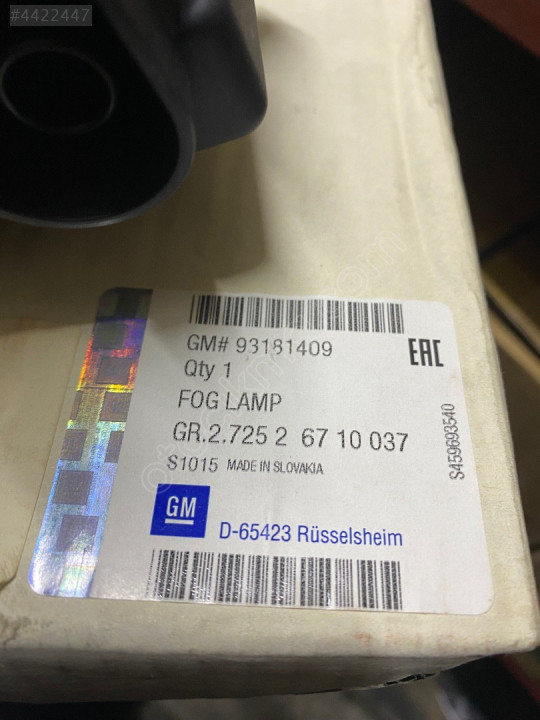 #4422447
GM# 93181409
EAC
Qty 1
FOG LAMP
GR.2.725 2 67 10 037
S1015 MADE IN SLOVAKIA
S459693540
GM
D-65423 Rüsselsheim